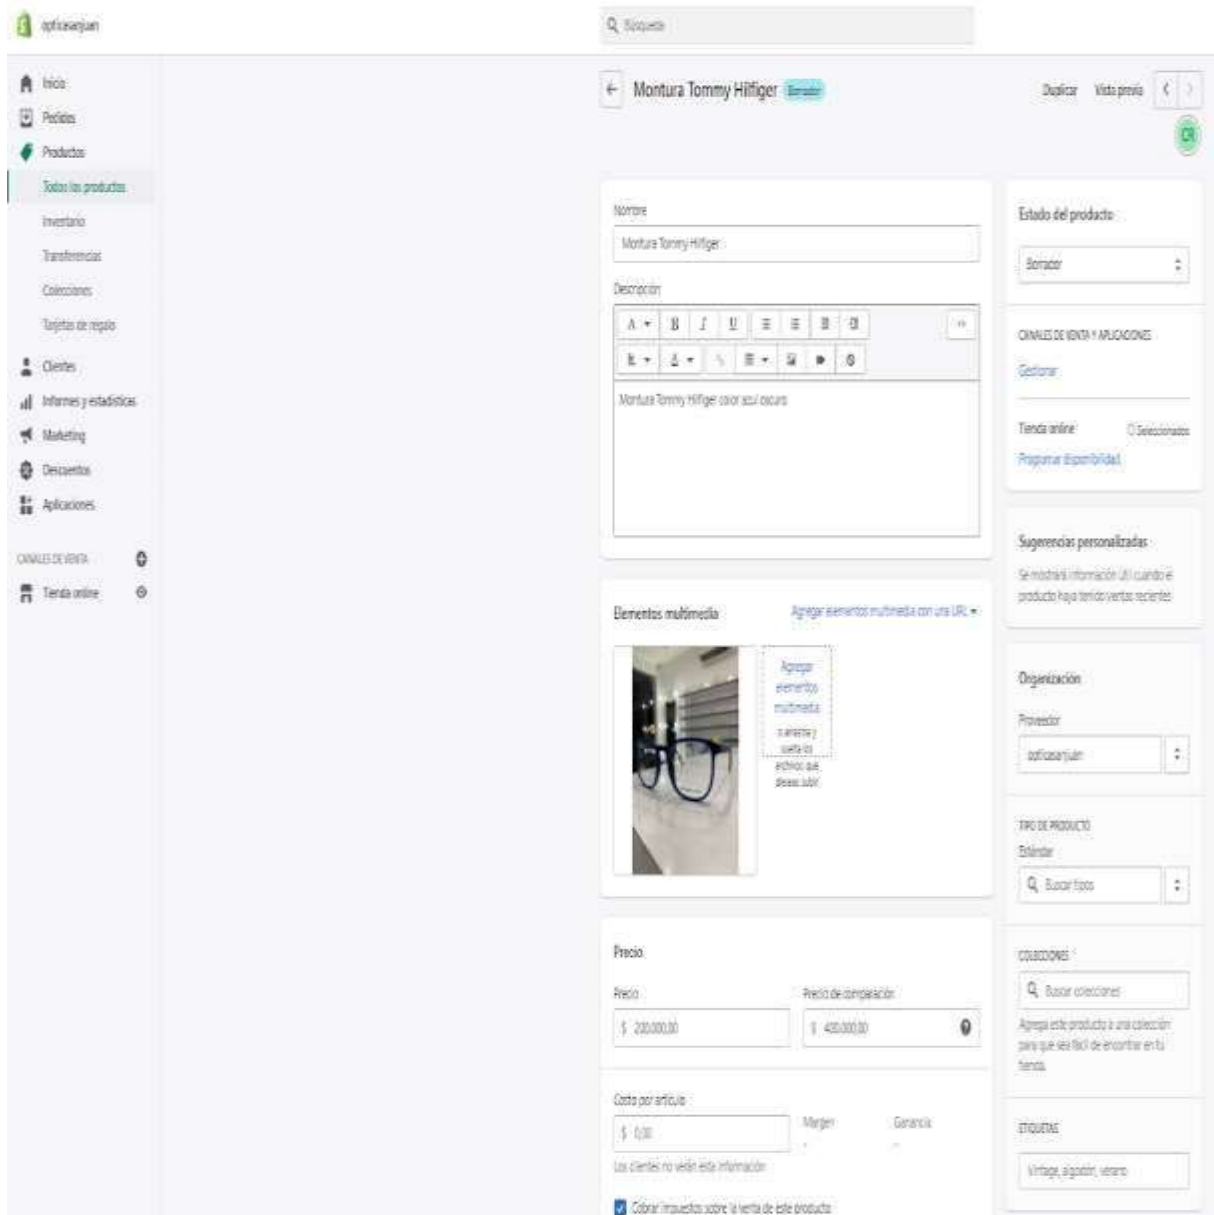 opticasanjuan
Búsqueda
Inicio
Pedidos
Productos
Todos los productos
Inventario
Transferencias
Colecciones
Tarjetas de regalo
Clientes
Informes y estadísticas
Marketing
Descuentos
Aplicaciones
CANALES DE VENTA
Tienda online
Montura Tommy Hilfiger Borrador
Duplicar Vista previa
CR
Nombre
Montura Tommy Hilfiger
Descripción
Montura Tommy Hilfiger color azul oscuro
Elementos multimedia
Agregar elementos multimedia con una URL
Agregar
elementos
multimedia
o arrastra y
suelta los
archivos que
deseas subir
Precio
Precio
$ 200.000,00
Precio de comparación
$ 400.000,00
Costo por artículo
$ 0,00
Margen
-
Ganancia
-
Los clientes no verán esta información
Cobrar impuestos sobre la venta de este producto
Estado del producto
Borrador
CANALES DE VENTA Y APLICACIONES
Gestionar
Tienda online
Seleccionados
Programar disponibilidad
Sugerencias personalizadas
Se mostrará información útil cuando el
producto haya tenido ventas recientes
Organización
Proveedor
opticasanjuan
TIPO DE PRODUCTO
Estándar
Buscar tipos
COLECCIONES
Buscar colecciones
Agrega este producto a una colección
para que sea fácil de encontrar en tu
tienda.
ETIQUETAS
Vintage, algodón, verano